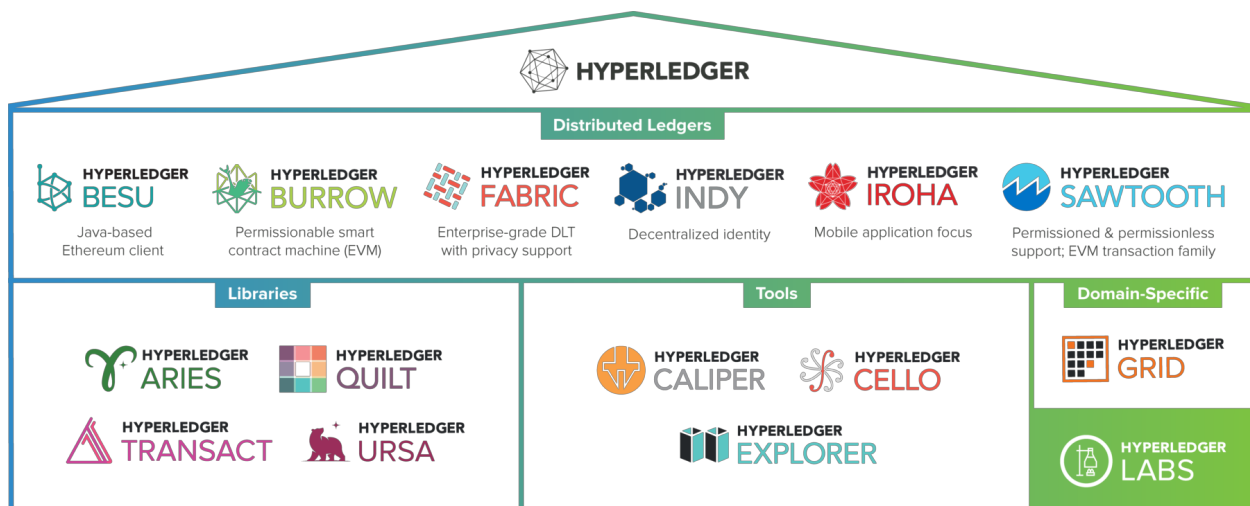 HYPERLEDGER
Distributed Ledgers
HYPERLEDGER
BESU
Java-based
Ethereum client
HYPERLEDGER
BURROW
Permissionable smart
contract machine (EVM)
HYPERLEDGER
FABRIC
Enterprise-grade DLT
with privacy support
HYPERLEDGER
INDY
Decentralized identity
HYPERLEDGER
IROHA
Mobile application focus
HYPERLEDGER
SAWTOOTH
Permissioned & permissionless
support; EVM transaction family
Libraries
HYPERLEDGER
ARIES
HYPERLEDGER
QUILT
HYPERLEDGER
TRANSACT
HYPERLEDGER
URSA
Tools
HYPERLEDGER
CALIPER
HYPERLEDGER
CELLO
HYPERLEDGER
EXPLORER
Domain-Specific
HYPERLEDGER
GRID
HYPERLEDGER
LABS